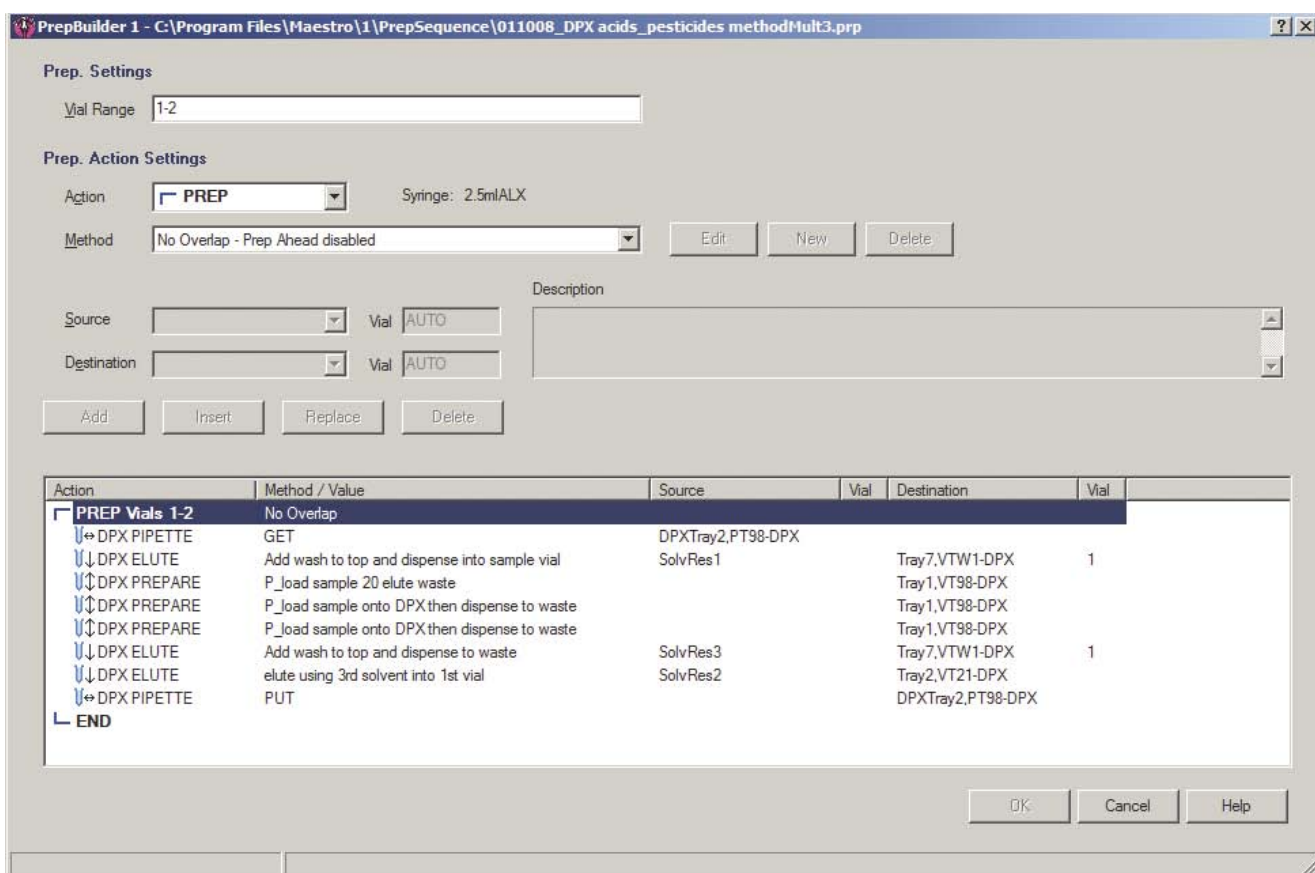 PrepBuilder 1 - C:\Program Files\Maestro\1\PrepSequence\011008_DPX acids_pesticides methodMult3.prp
Prep. Settings
Vial Range 1-2
Prep. Action Settings
Action PREP Syringe: 2.5mlALX
Method No Overlap - Prep Ahead disabled Edit New Delete
Description
Source Vial AUTO
Destination Vial AUTO
Add Insert Replace Delete
Action Method / Value Source Vial Destination Vial
PREP Vials 1-2 No Overlap
DPX PIPETTE GET DPXTray2,PT98-DPX
DPX ELUTE Add wash to top and dispense into sample vial SolvRes1 Tray7,VTW1-DPX 1
DPX PREPARE P_load sample 20 elute waste Tray1,VT98-DPX
DPX PREPARE P_load sample onto DPX then dispense to waste Tray1,VT98-DPX
DPX PREPARE P_load sample onto DPX then dispense to waste Tray1,VT98-DPX
DPX ELUTE Add wash to top and dispense to waste SolvRes3 Tray7,VTW1-DPX 1
DPX ELUTE elute using 3rd solvent into 1st vial SolvRes2 Tray2,VT21-DPX
DPX PIPETTE PUT DPXTray2,PT98-DPX
END
OK Cancel Help